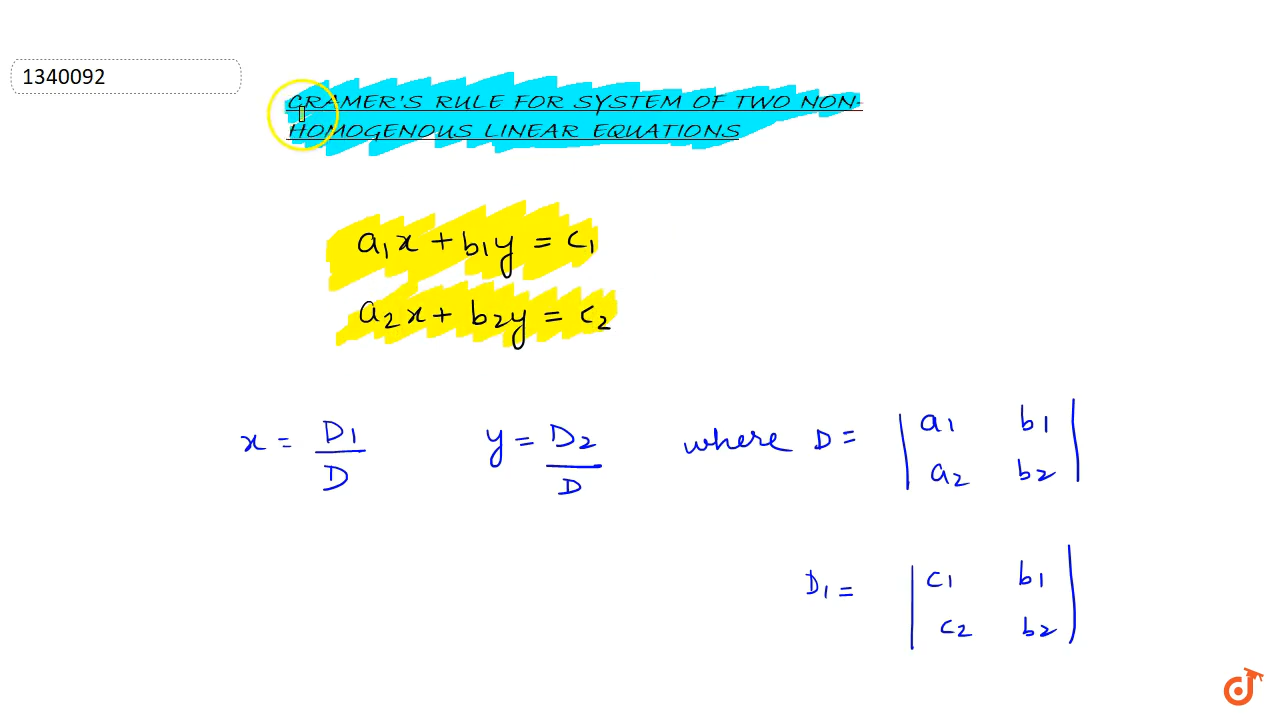 1340092
CRAMER'S RULE FOR SYSTEM OF TWO NON-
HOMOGENOUS LINEAR EQUATIONS
a₁x + b₁y = c₁
a₂x + b₂y = c₂
x = D₁/D y = D₂/D where D = | a₁ b₁ |
| a₂ b₂ |
D₁ = | c₁ b₁ |
| c₂ b₂ |